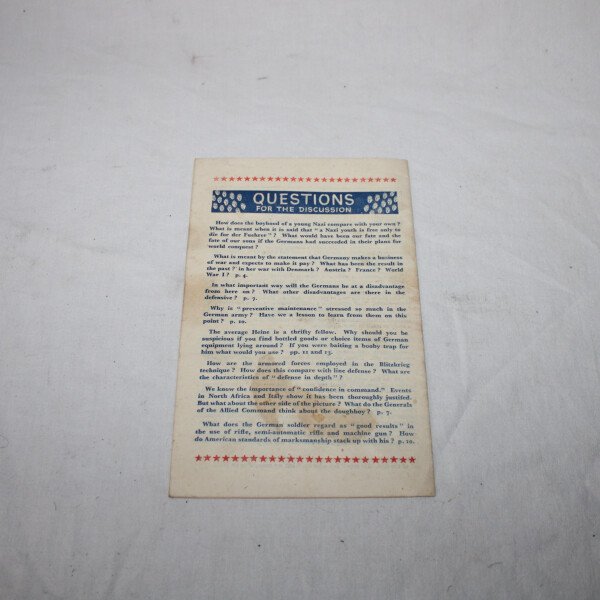 QUESTIONS
FOR THE DISCUSSION
How does the boyhood of a young Nazi compare with your own ?
What is meant when it is said that "a Nazi youth is free only to
die for der Fuehrer" ? What would have been our fate and the
fate of our sons if the Germans had succeeded in their plans for
world conquest ?
What is meant by the statement that Germany makes a business
of war and expects to make it pay ? What has been the result in
the past ? in her war with Denmark ? Austria ? France ? World
War I ? p. 4.
In what important way will the Germans be at a disadvantage
from here on ? What other disadvantages are there in the
defensive ? p. 7.
Why is "preventive maintenance" stressed so much in the
German army ? Have we a lesson to learn from them on this
point ? p. 10.
The average Heine is a thrifty fellow. Why should you be
suspicious if you find bottled goods or choice items of German
equipment lying around ? If you were baiting a booby trap for
him what would you use ? pp. 11 and 13.
How are the armored forces employed in the Blitzkrieg
technique ? How does this compare with line defense ? What are
the characteristics of "defense in depth" ?
We know the importance of "confidence in command." Events
in North Africa and Italy show it has been thoroughly justified.
But what about the other side of the picture ? What do the Generals
of the Allied Command think about the doughboy ? p. 7.
What does the German soldier regard as "good results" in
the use of rifle, semi-automatic rifle and machine gun ? How
do American standards of marksmanship stack up with his ? p. 10.